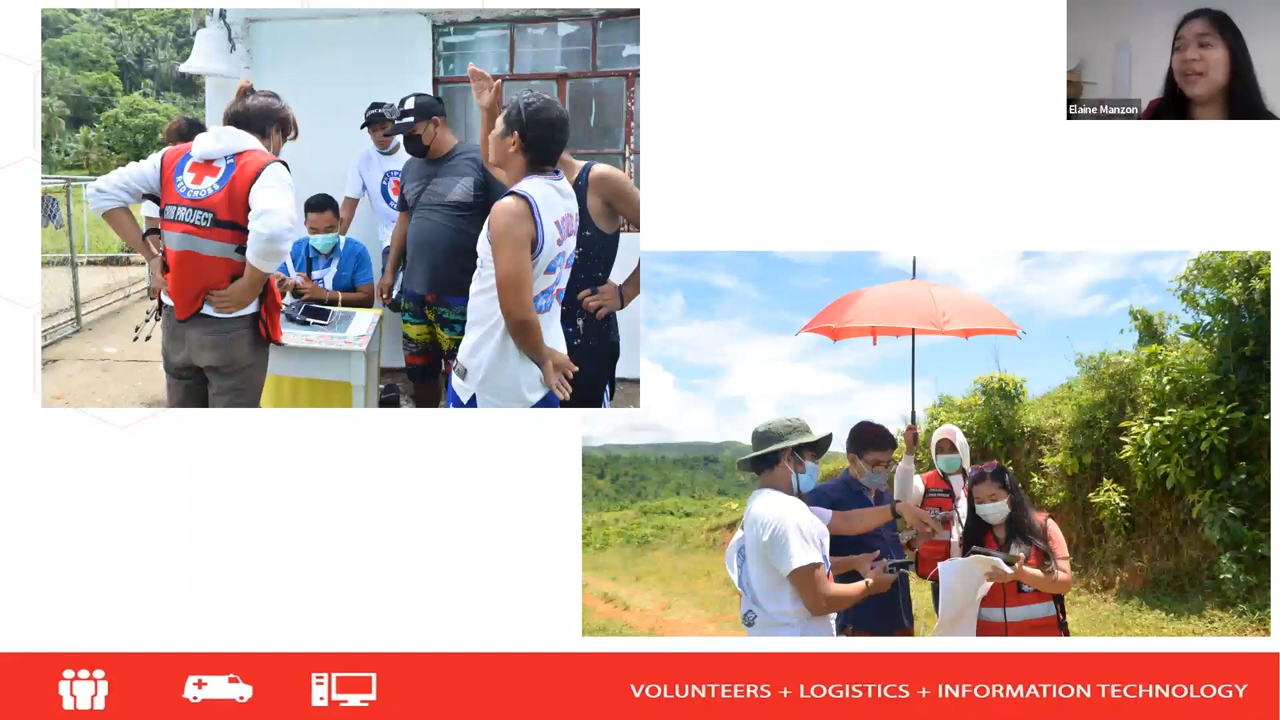 Elaine Manzon
RED CROSS
PROJECT
VOLUNTEERS + LOGISTICS + INFORMATION TECHNOLOGY